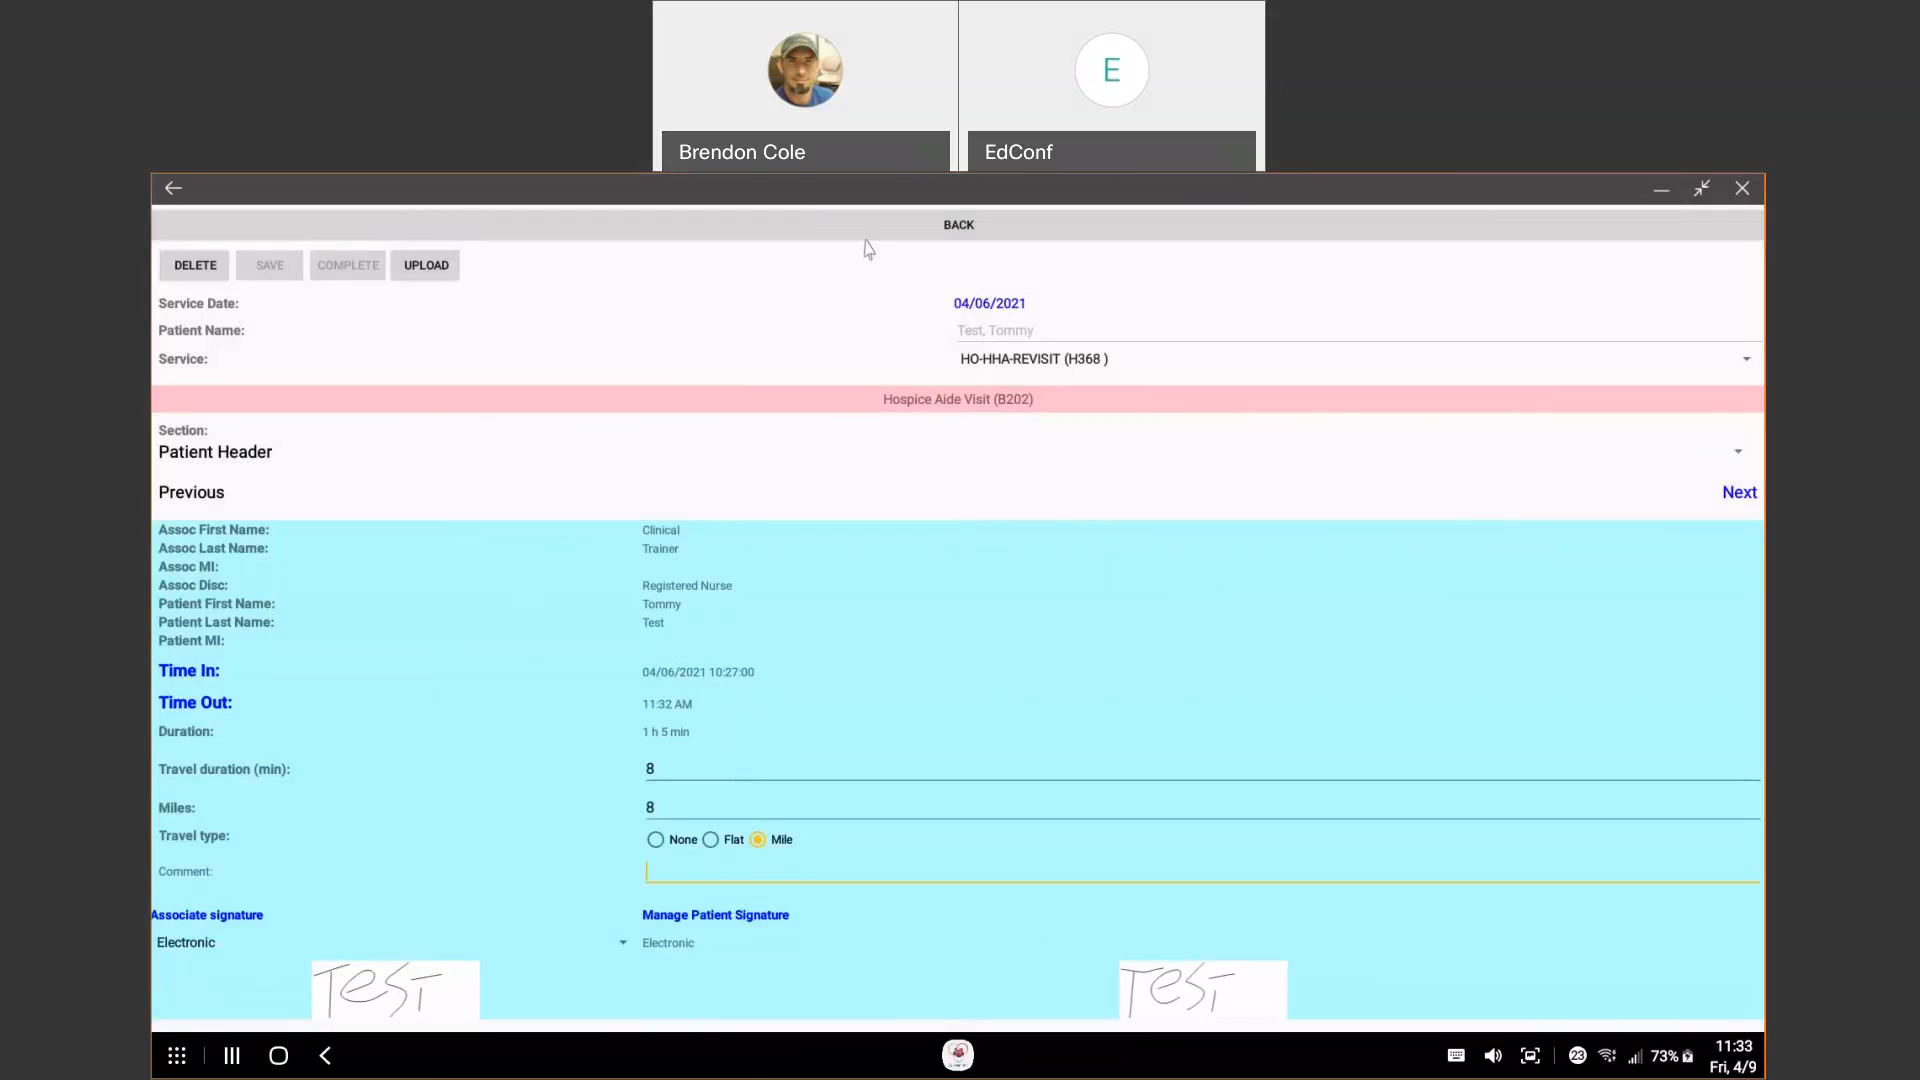 E
Brendon Cole
EdConf
BACK
DELETE SAVE COMPLETE UPLOAD
Service Date: 04/06/2021
Patient Name: Test, Tommy
Service: HO-HHA-REVISIT (H368 )
Hospice Aide Visit (B202)
Section:
Patient Header
Previous Next
Assoc First Name: Clinical
Assoc Last Name: Trainer
Assoc MI:
Assoc Disc: Registered Nurse
Patient First Name: Tommy
Patient Last Name: Test
Patient MI:
Time In: 04/06/2021 10:27:00
Time Out: 11:32 AM
Duration: 1 h 5 min
Travel duration (min): 8
Miles: 8
Travel type: None Flat Mile
Comment:
Associate signature Manage Patient Signature
Electronic Electronic
TEST TEST
23 73% 11:33
Fri, 4/9